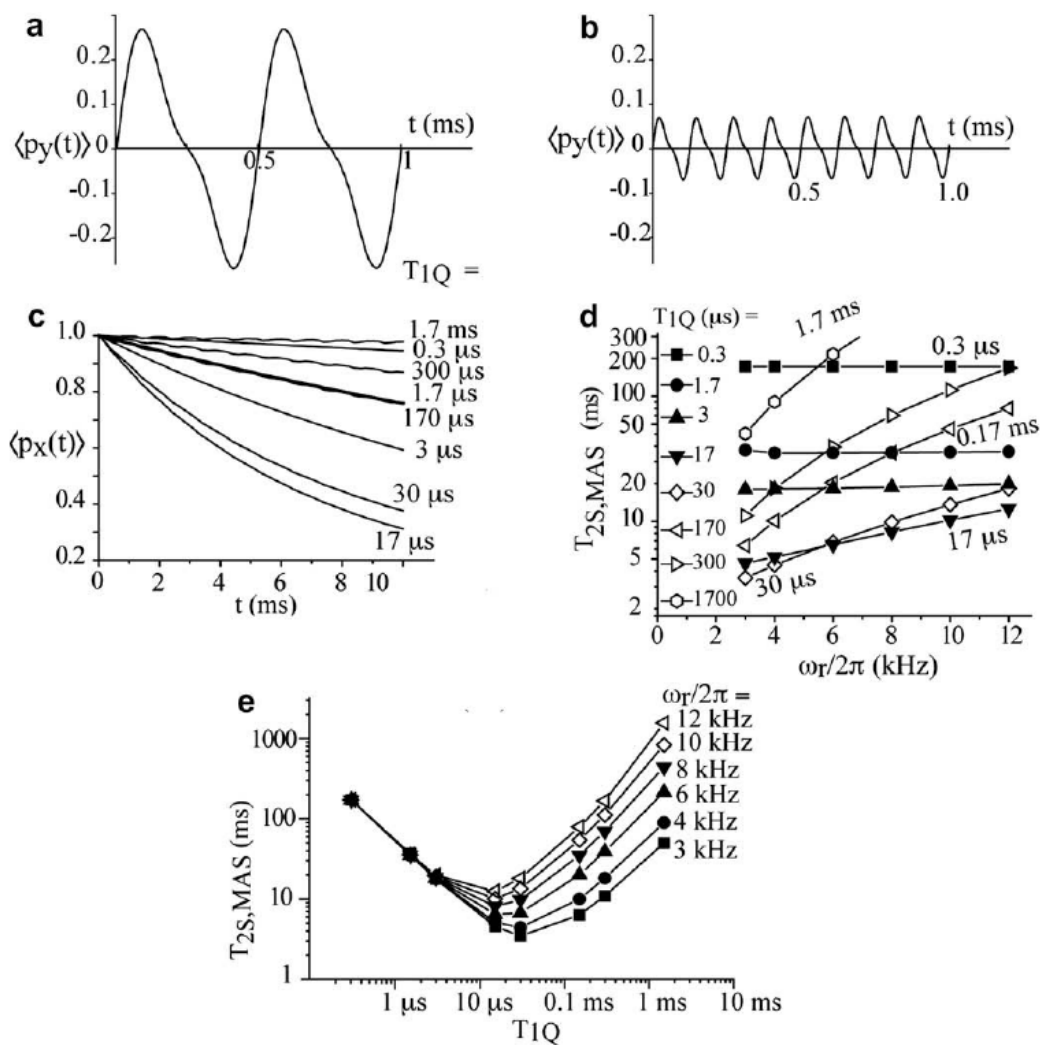 a
0.2
0.1
⟨py(t)⟩ 0
t (ms)
0.5
1
-0.1
-0.2
T1Q =
b
0.2
0.1
⟨py(t)⟩ 0
t (ms)
0.5
1.0
-0.1
-0.2
c
1.0
0.8
⟨px(t)⟩
0.6
0.4
0.2
1.7 ms
0.3 μs
300 μs
1.7 μs
170 μs
3 μs
30 μs
17 μs
0 2 4 6 8 10
t (ms)
d
T1Q (μs) =
0.3
1.7
3
17
30
170
300
1700
300
200
100
50
20
10
5
2
T2S,MAS (ms)
1.7 ms
0.3 μs
0.17 ms
17 μs
30 μs
0 2 4 6 8 10 12
ωr/2π (kHz)
e
ωr/2π =
12 kHz
10 kHz
8 kHz
6 kHz
4 kHz
3 kHz
1000
100
10
1
T2S,MAS (ms)
1 μs 10 μs 0.1 ms 1 ms 10 ms
T1Q